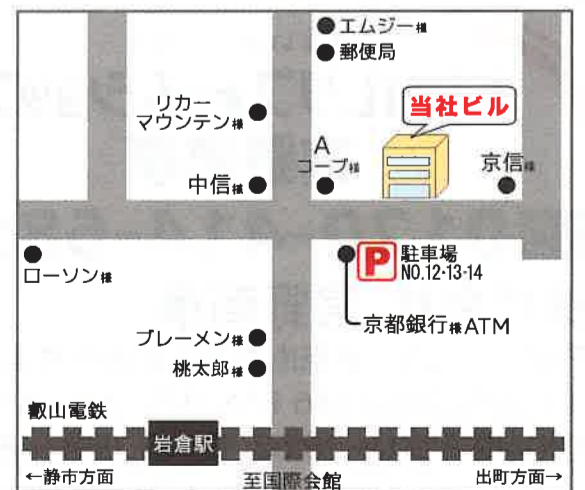 エムジー様
郵便局
当社ビル
リカー
マウンテン様
A
コープ様
京信様
中信様
P
駐車場
NO.12・13・14
ローソン様
京都銀行様ATM
ブレーメン様
桃太郎様
叡山電鉄
岩倉駅
←静市方面
至国際会館
出町方面→